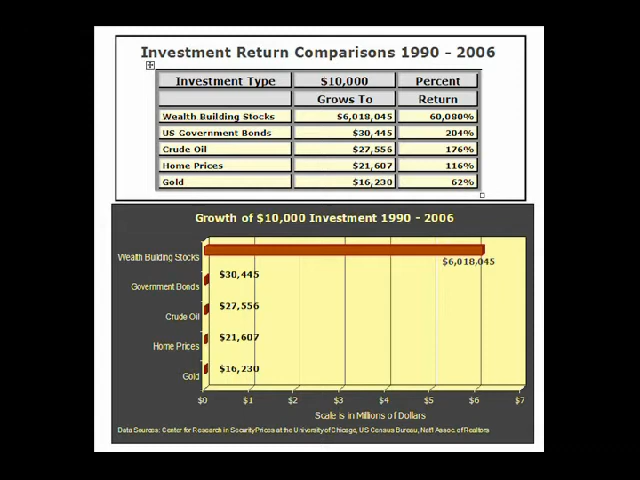 Investment Return Comparisons 1990 - 2006
Investment Type $10,000 Percent
Grows To Return
Wealth Building Stocks $6,018,045 60,080%
US Government Bonds $30,445 204%
Crude Oil $27,556 176%
Home Prices $21,607 116%
Gold $16,230 62%
Growth of $10,000 Investment 1990 - 2006
Wealth Building Stocks $6,018,045
Government Bonds $30,445
Crude Oil $27,556
Home Prices $21,607
Gold $16,230
$0 $1 $2 $3 $4 $5 $6 $7
Scale is in Millions of Dollars
Data Sources: Center for Research in Security Prices at the University of Chicago, US Census Bureau, Nat'l Assoc. of Realtors